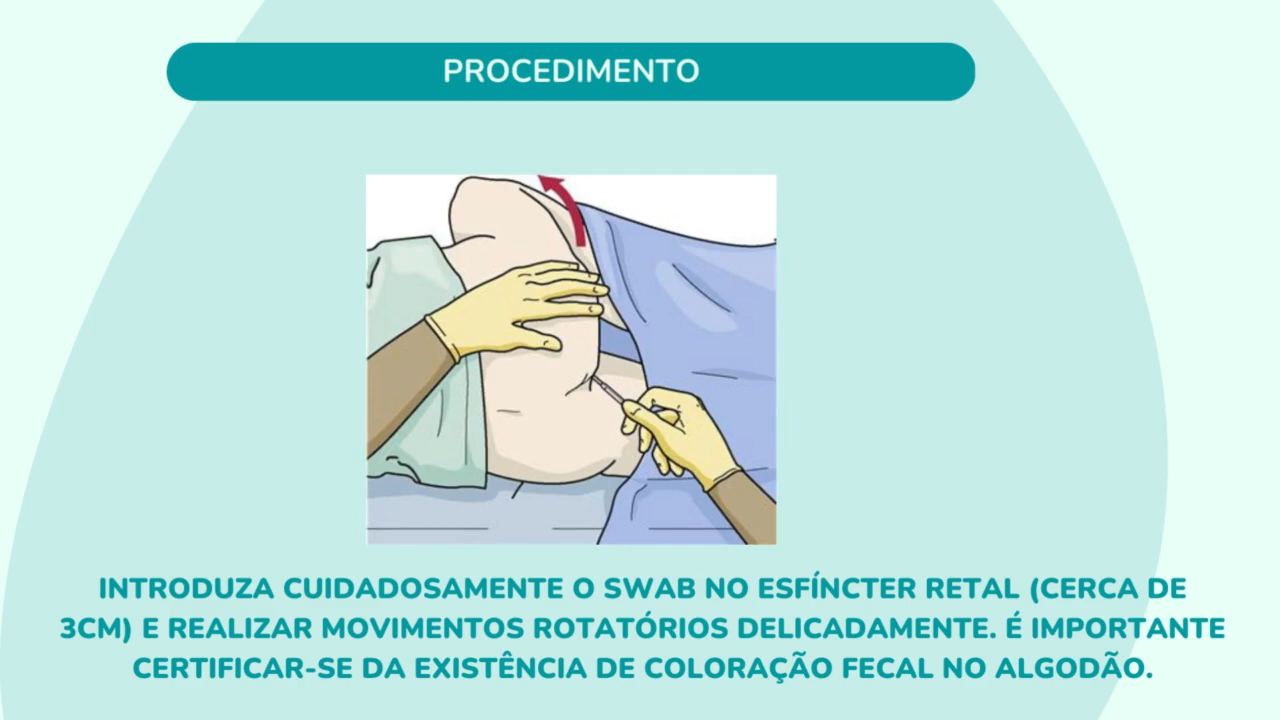 PROCEDIMENTO
INTRODUZA CUIDADOSAMENTE O SWAB NO ESFÍNCTER RETAL (CERCA DE
3CM) E REALIZAR MOVIMENTOS ROTATÓRIOS DELICADAMENTE. É IMPORTANTE
CERTIFICAR-SE DA EXISTÊNCIA DE COLORAÇÃO FECAL NO ALGODÃO.